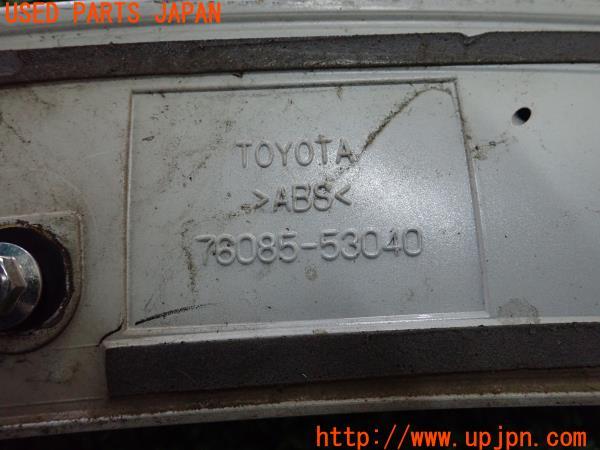 USED PARTS JAPAN
TOYOTA
>ABS<
76085-53040
http://www.upjpn.com